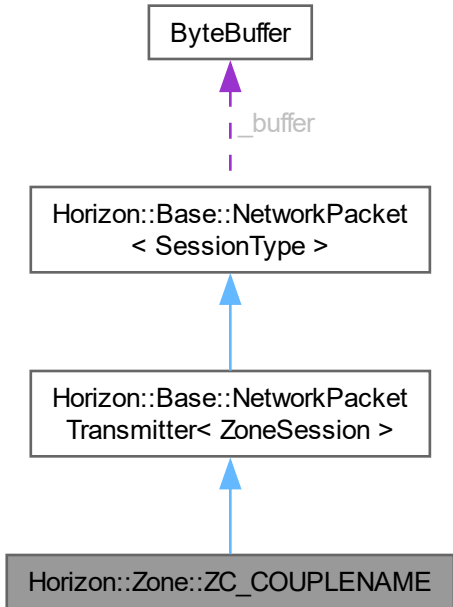 ByteBuffer
_buffer
Horizon::Base::NetworkPacket
< SessionType >
Horizon::Base::NetworkPacket
Transmitter< ZoneSession >
Horizon::Zone::ZC_COUPLENAME